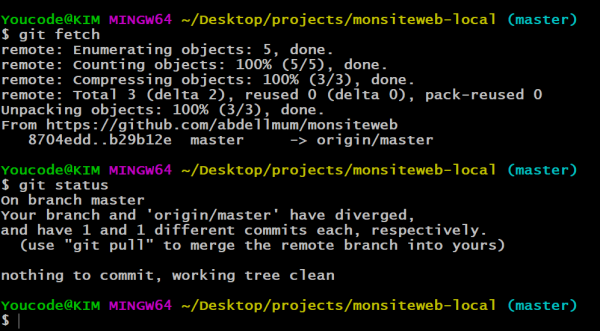 Youcode@KIM MINGW64 ~/Desktop/projects/monsiteweb-local (master)
$ git fetch
remote: Enumerating objects: 5, done.
remote: Counting objects: 100% (5/5), done.
remote: Compressing objects: 100% (3/3), done.
remote: Total 3 (delta 2), reused 0 (delta 0), pack-reused 0
Unpacking objects: 100% (3/3), done.
From https://github.com/abdellmum/monsiteweb
   8704edd..b29b12e  master     -> origin/master
Youcode@KIM MINGW64 ~/Desktop/projects/monsiteweb-local (master)
$ git status
On branch master
Your branch and 'origin/master' have diverged,
and have 1 and 1 different commits each, respectively.
  (use "git pull" to merge the remote branch into yours)
nothing to commit, working tree clean
Youcode@KIM MINGW64 ~/Desktop/projects/monsiteweb-local (master)
$